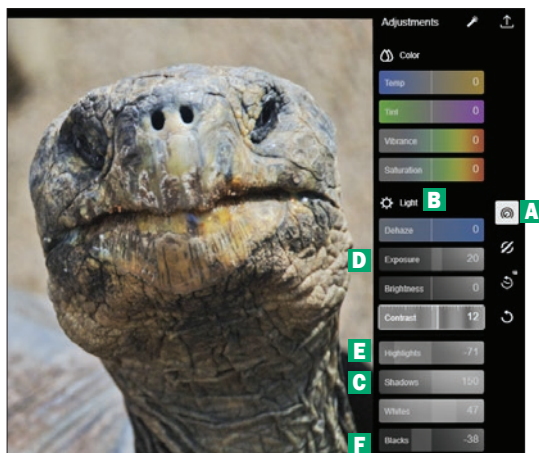 Adjustments
Color
Temp 0
Tint 0
Vibrance 0
Saturation 0
B
Light
A
Dehaze 0
D
Exposure 20
Brightness 0
Contrast 12
E
Highlights -71
C
Shadows 150
Whites 47
F
Blacks -38